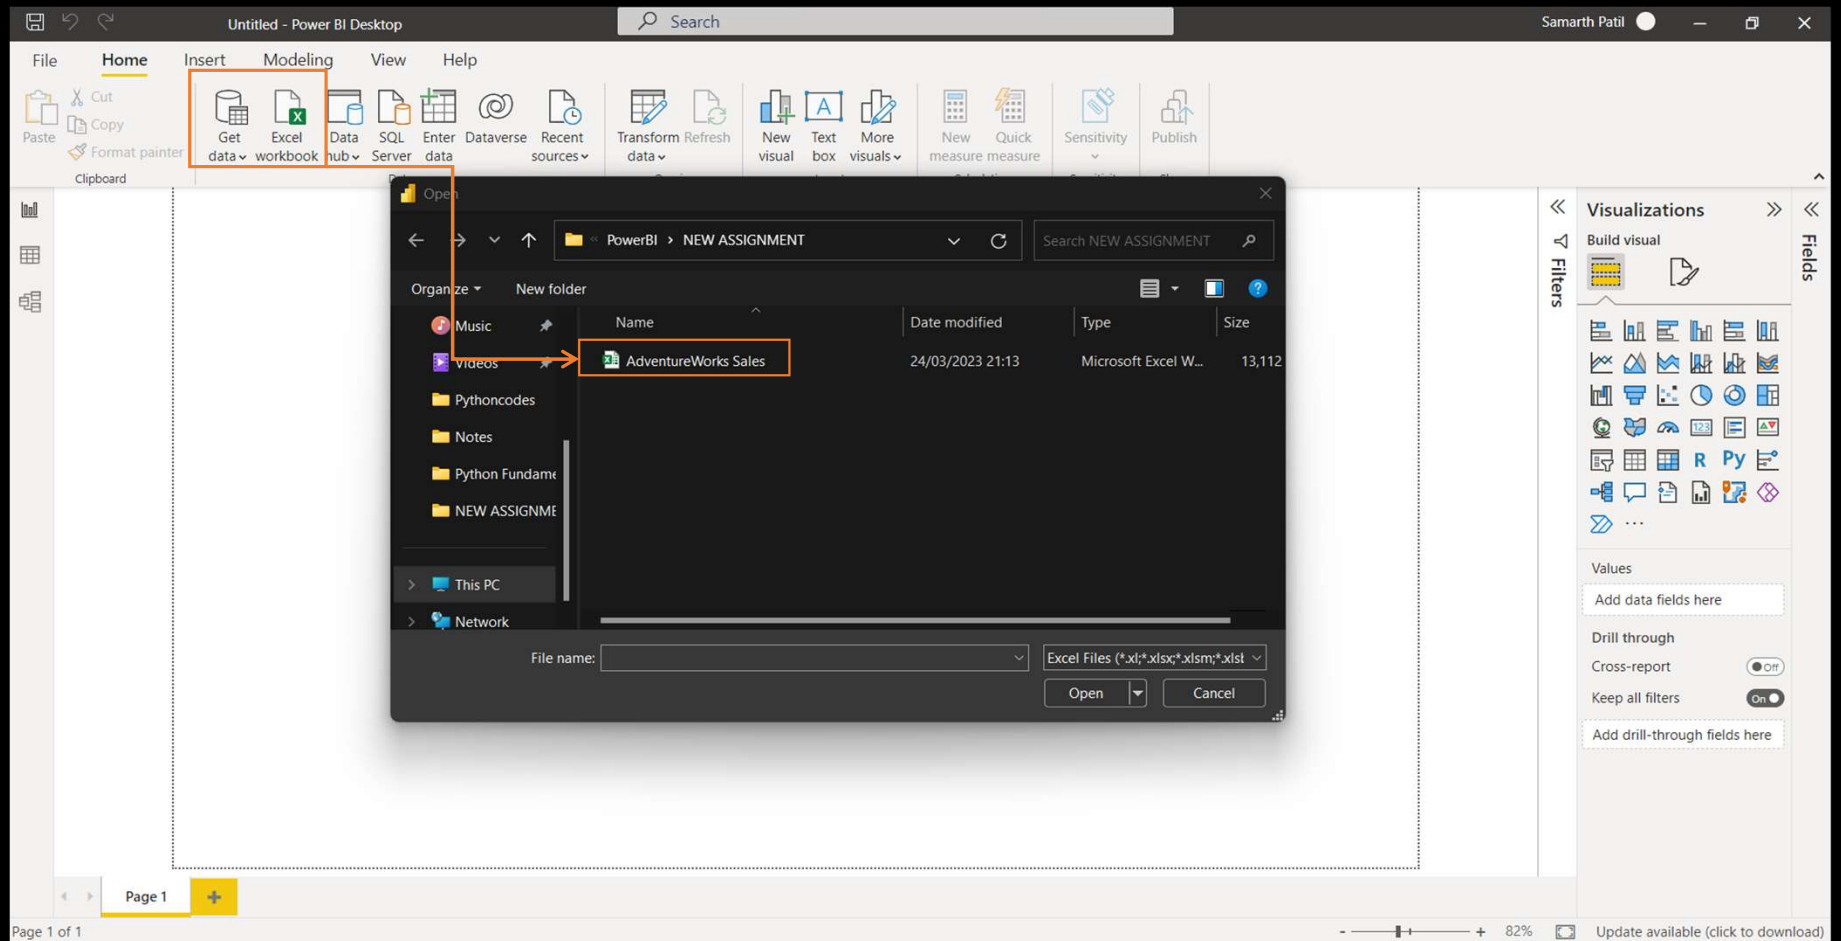 Untitled - Power BI Desktop
Search
Samarth Patil
File Home Insert Modeling View Help
Paste
Cut
Copy
Format painter
Clipboard
Get data
Excel workbook
Data hub
SQL Server
Enter data
Dataverse
Recent sources
Transform data
Refresh
New visual
Text box
More visuals
New measure
Quick measure
Sensitivity
Publish
Open
PowerBI > NEW ASSIGNMENT
Search NEW ASSIGNMENT
Organize New folder
Name Date modified Type Size
AdventureWorks Sales 24/03/2023 21:13 Microsoft Excel W... 13,112
Music
Videos
Pythoncodes
Notes
Python Fundame
NEW ASSIGNME
This PC
Network
File name:
Excel Files (*.xl;*.xlsx;*.xlsm;*.xlsb
Open Cancel
Filters
Visualizations
Build visual
Fields
123
R Py
...
Values
Add data fields here
Drill through
Cross-report Off
Keep all filters On
Add drill-through fields here
Page 1
Page 1 of 1
- + 82%
Update available (click to download)